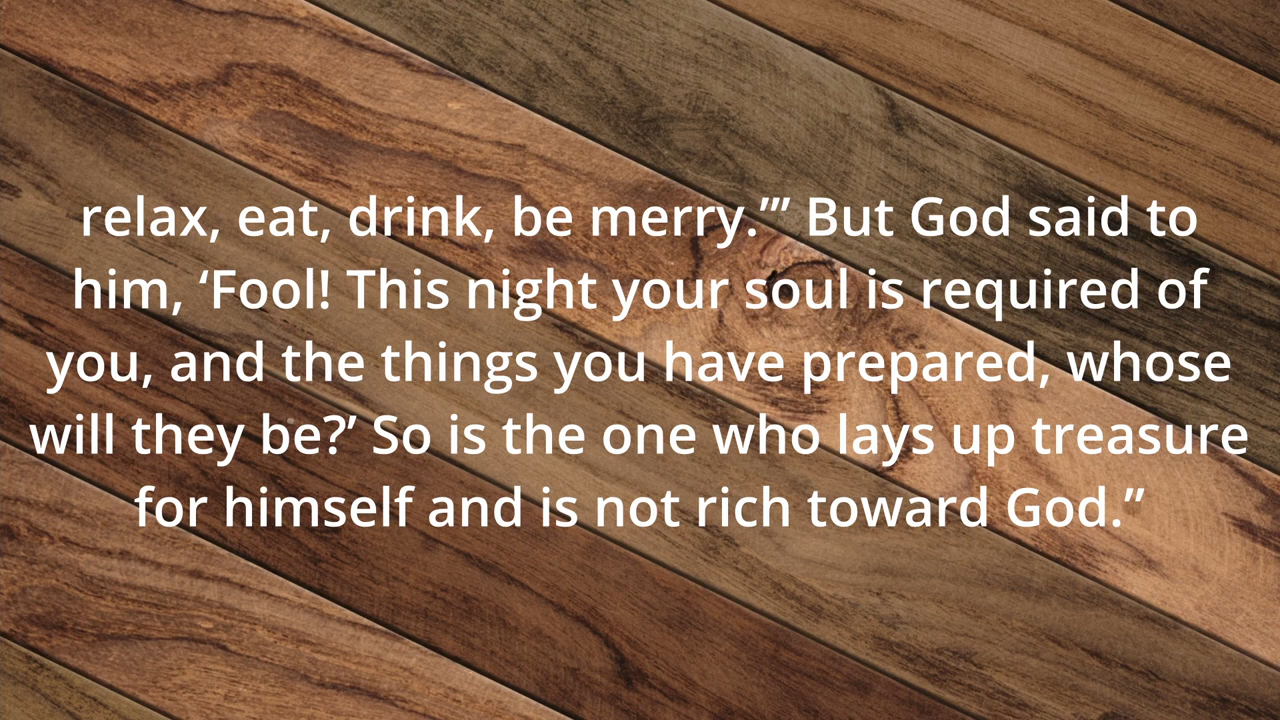 relax, eat, drink, be merry.”’ But God said to
him, ‘Fool! This night your soul is required of
you, and the things you have prepared, whose
will they be?’ So is the one who lays up treasure
for himself and is not rich toward God.”